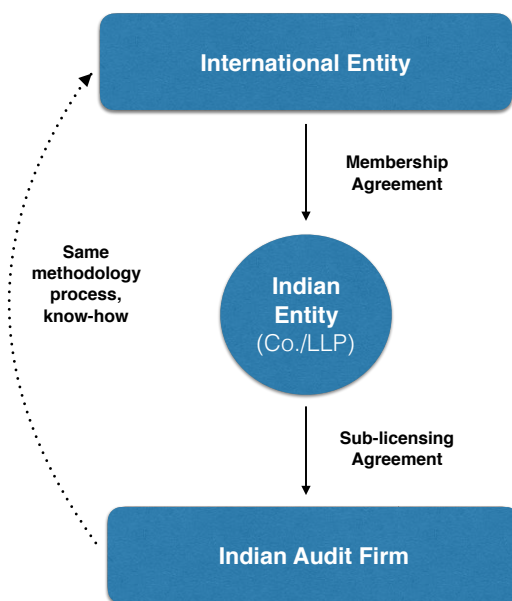 International Entity
Membership
Agreement
Same
methodology
process,
know-how
Indian
Entity
(Co./LLP)
Sub-licensing
Agreement
Indian Audit Firm